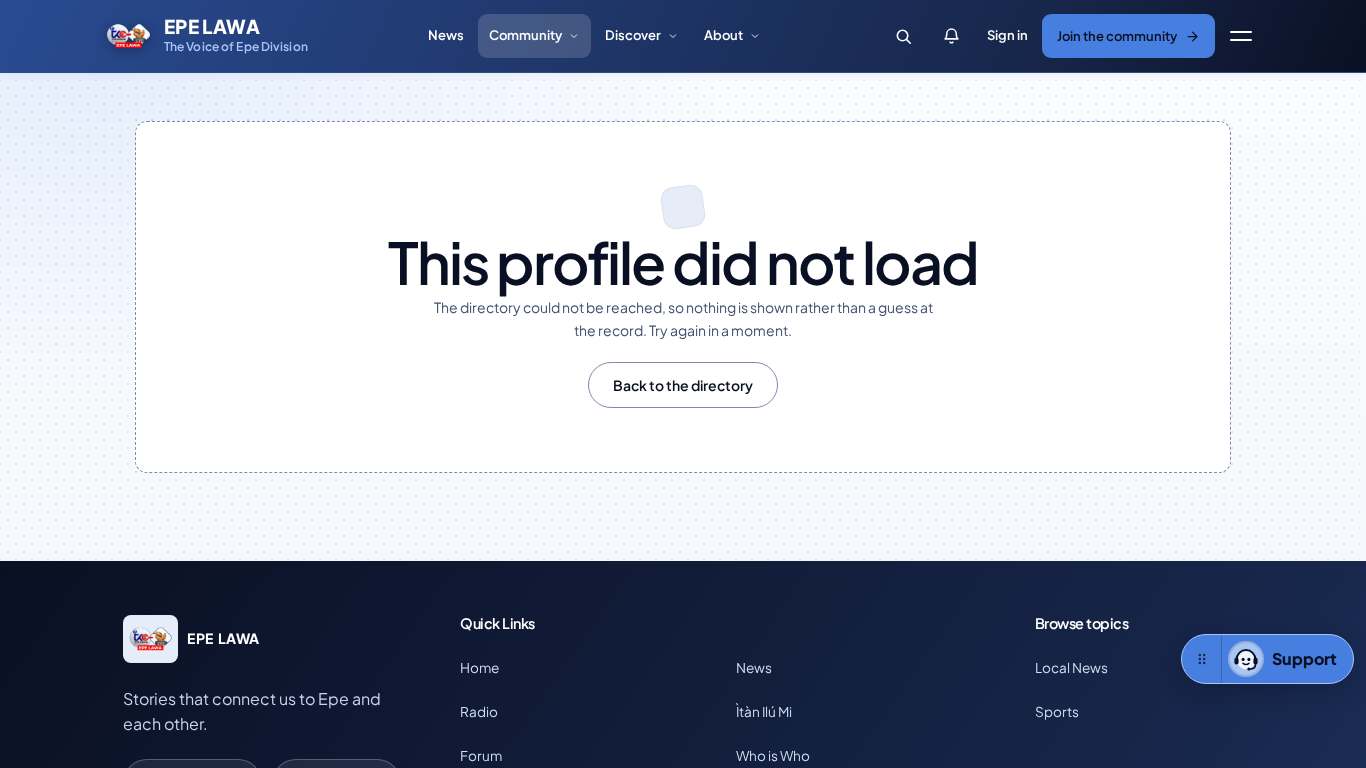 EPE LAWA
The Voice of Epe Division
News
Community
Discover
About
Sign in
Join the community
This profile did not load
The directory could not be reached, so nothing is shown rather than a guess at
the record. Try again in a moment.
Back to the directory
EPE LAWA
Stories that connect us to Epe and
each other.
Quick Links
Home
News
Radio
Ìtàn Ilú Mi
Forum
Who is Who
Browse topics
Local News
Sports
Support